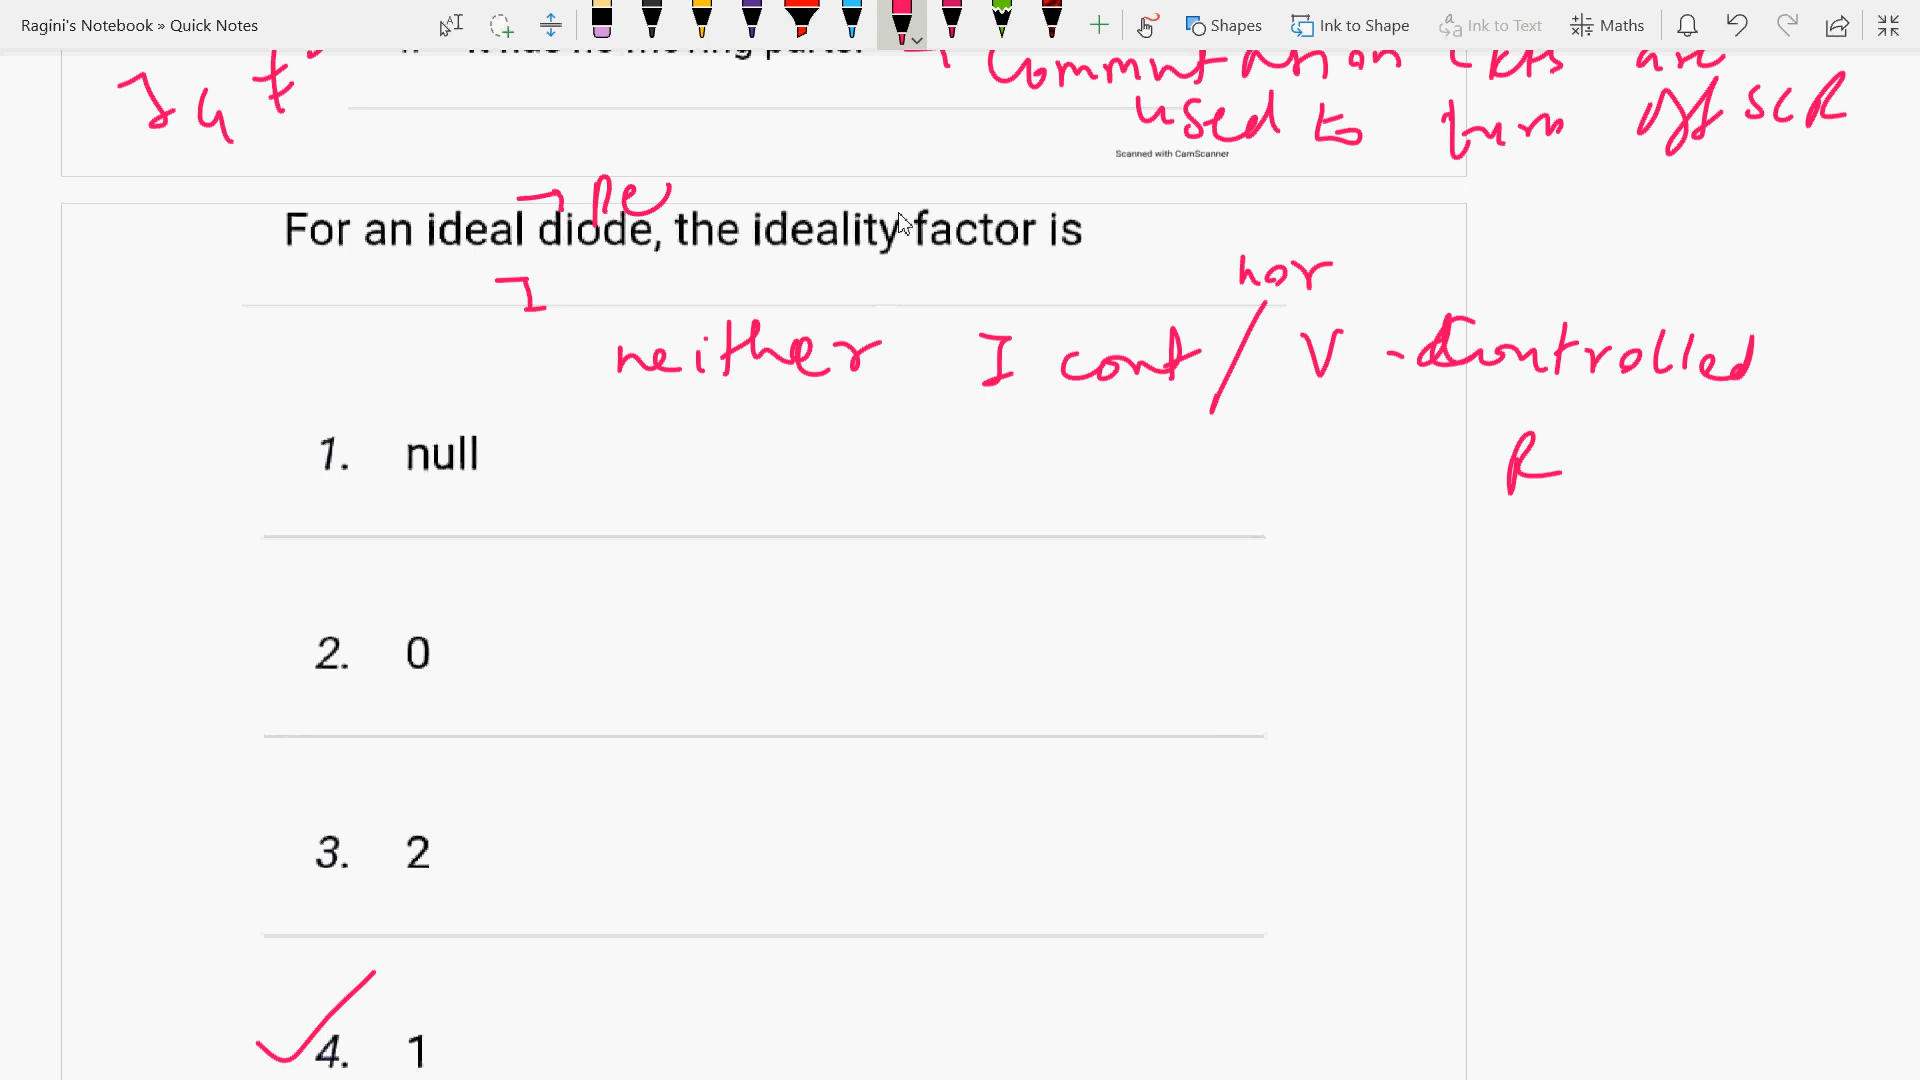 Ragini's Notebook » Quick Notes
Shapes Ink to Shape Ink to Text Maths
Commutation ckts are
used to turn off SCR
Scanned with CamScanner
For an ideal diode, the ideality factor is
nor
neither I cont / V - controlled
R
1. null
2. 0
3. 2
4. 1